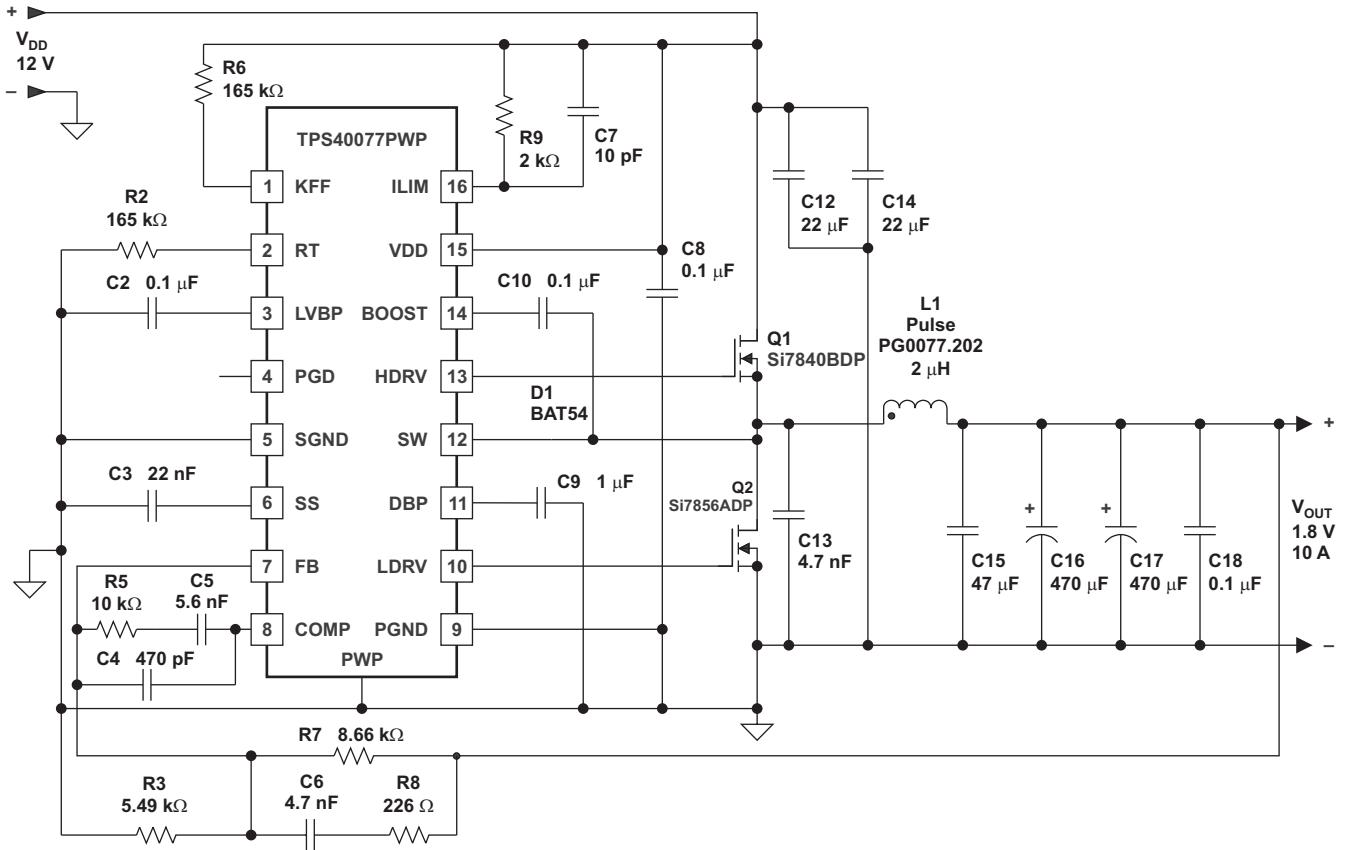 +
V_DD
12 V
−
R6
165 kΩ
TPS40077PWP
R9
2 kΩ
C7
10 pF
1 KFF ILIM 16
R2
165 kΩ
2 RT VDD 15
C12
22 μF
C14
22 μF
C8
0.1 μF
C2 0.1 μF
C10 0.1 μF
3 LVBP BOOST 14
L1
Pulse
PG0077.202
2 μH
Q1
Si7840BDP
4 PGD HDRV 13
D1
BAT54
5 SGND SW 12
+
C3 22 nF
C9 1 μF
6 SS DBP 11
Q2
Si7856ADP
C13
4.7 nF
+
+
C15
47 μF
C16
470 μF
C17
470 μF
C18
0.1 μF
V_OUT
1.8 V
10 A
7 FB LDRV 10
R5
10 kΩ
C5
5.6 nF
8 COMP PGND 9
−
C4 470 pF
PWP
R7 8.66 kΩ
R3
5.49 kΩ
C6
4.7 nF
R8
226 Ω